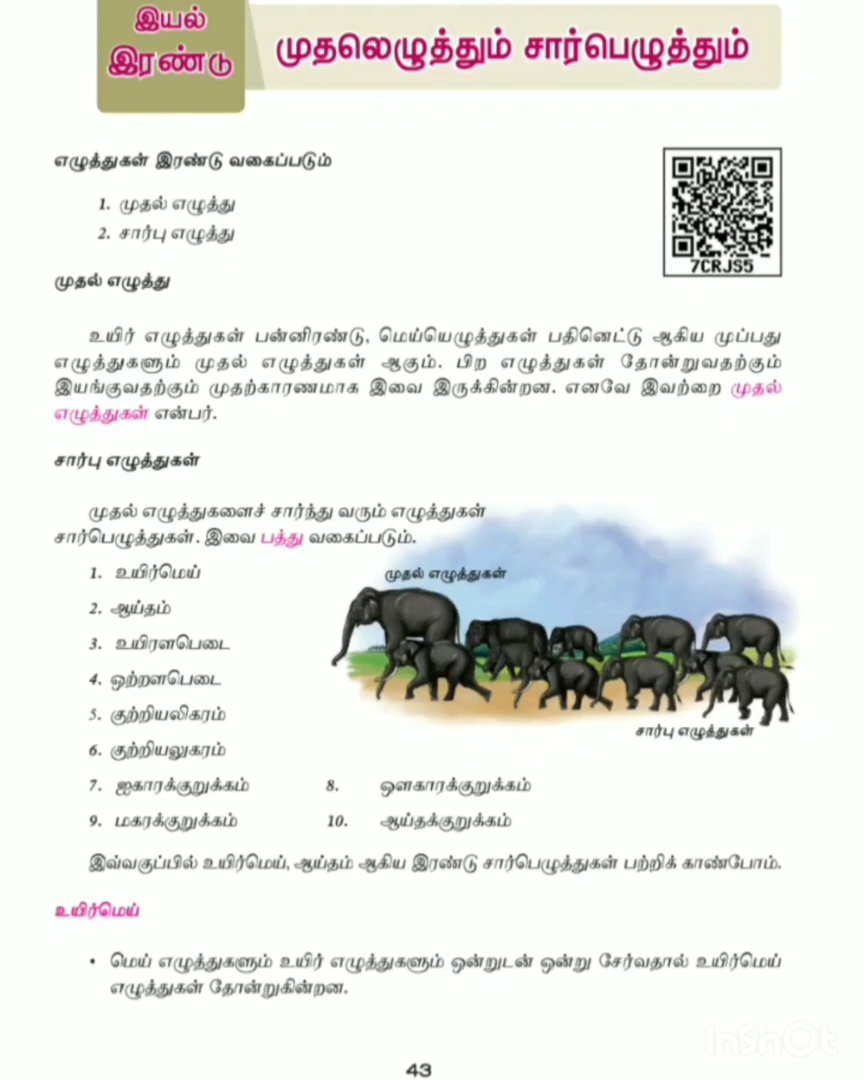 இயல்
இரண்டு
முதலெழுத்தும் சார்பெழுத்தும்
எழுத்துகள் இரண்டு வகைப்படும்
1. முதல் எழுத்து
2. சார்பு எழுத்து
7CRJS5
முதல் எழுத்து
உயிர் எழுத்துகள் பன்னிரண்டு, மெய்யெழுத்துகள் பதினெட்டு ஆகிய முப்பது
எழுத்துகளும் முதல் எழுத்துகள் ஆகும். பிற எழுத்துகள் தோன்றுவதற்கும்
இயங்குவதற்கும் முதற்காரணமாக இவை இருக்கின்றன. எனவே இவற்றை முதல்
எழுத்துகள் என்பர்.
சார்பு எழுத்துகள்
முதல் எழுத்துகளைச் சார்ந்து வரும் எழுத்துகள்
சார்பெழுத்துகள். இவை பத்து வகைப்படும்.
1. உயிர்மெய்
முதல் எழுத்துகள்
2. ஆய்தம்
3. உயிரளபெடை
4. ஒற்றளபெடை
5. குற்றியலிகரம்
சார்பு எழுத்துகள்
6. குற்றியலுகரம்
7. ஐகாரக்குறுக்கம் 8. ஔகாரக்குறுக்கம்
9. மகரக்குறுக்கம் 10. ஆய்தக்குறுக்கம்
இவ்வகுப்பில் உயிர்மெய், ஆய்தம் ஆகிய இரண்டு சார்பெழுத்துகள் பற்றிக் காண்போம்.
உயிர்மெய்
• மெய் எழுத்துகளும் உயிர் எழுத்துகளும் ஒன்றுடன் ஒன்று சேர்வதால் உயிர்மெய்
எழுத்துகள் தோன்றுகின்றன.
InShOt
43